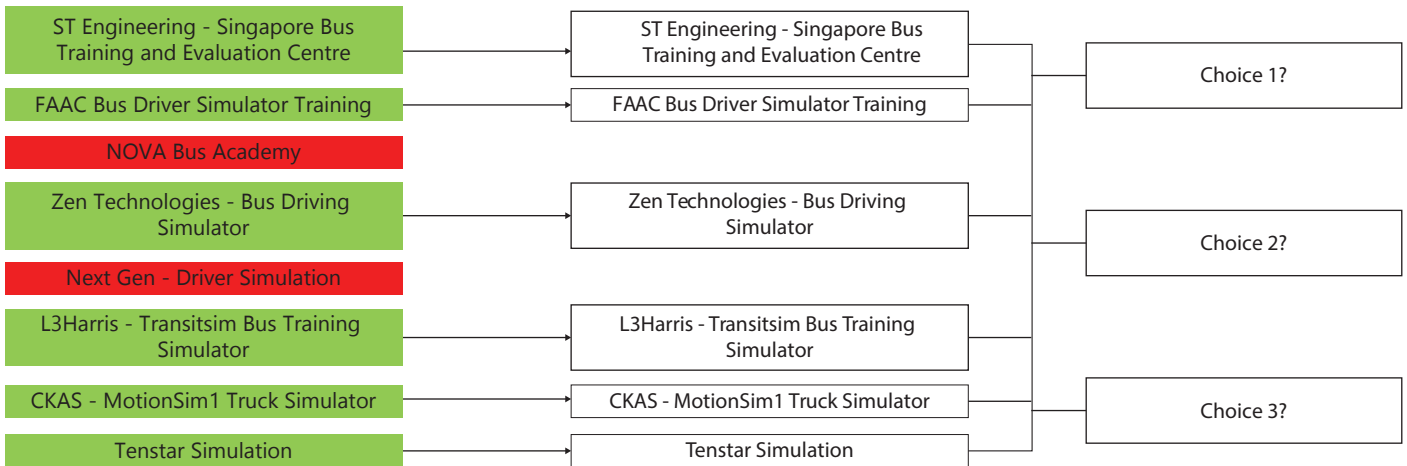 ST Engineering - Singapore Bus
Training and Evaluation Centre
FAAC Bus Driver Simulator Training
NOVA Bus Academy
Zen Technologies - Bus Driving
Simulator
Next Gen - Driver Simulation
L3Harris - Transitsim Bus Training
Simulator
CKAS - MotionSim1 Truck Simulator
Tenstar Simulation
ST Engineering - Singapore Bus
Training and Evaluation Centre
FAAC Bus Driver Simulator Training
Zen Technologies - Bus Driving
Simulator
L3Harris - Transitsim Bus Training
Simulator
CKAS - MotionSim1 Truck Simulator
Tenstar Simulation
Choice 1?
Choice 2?
Choice 3?